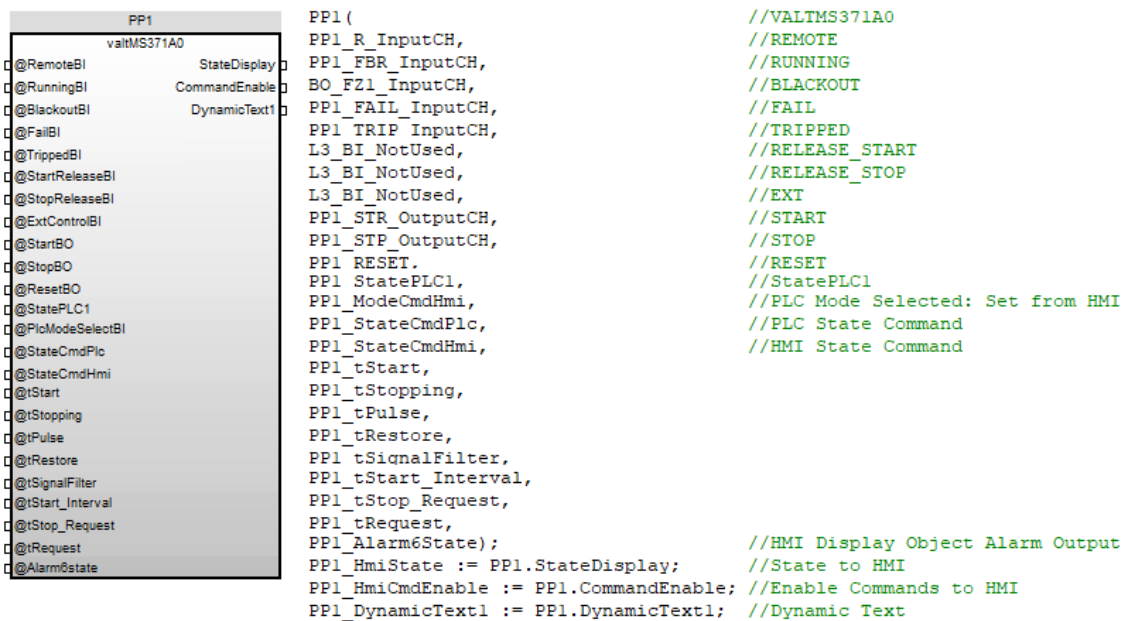 PP1
valtMS371A0
@RemoteBI StateDisplay
@RunningBI CommandEnable
@BlackoutBI DynamicText1
@FailBI
@TrippedBI
@StartReleaseBI
@StopReleaseBI
@ExtControlBI
@StartBO
@StopBO
@ResetBO
@StatePLC1
@PlcModeSelectBI
@StateCmdPlc
@StateCmdHmi
@tStart
@tStopping
@tPulse
@tRestore
@tSignalFilter
@tStart_Interval
@tStop_Request
@tRequest
@Alarm6state
PP1( //VALTMS371A0
PP1_R_InputCH, //REMOTE
PP1_FBR_InputCH, //RUNNING
BO_FZ1_InputCH, //BLACKOUT
PP1_FAIL_InputCH, //FAIL
PP1_TRIP_InputCH, //TRIPPED
L3_BI_NotUsed, //RELEASE_START
L3_BI_NotUsed, //RELEASE_STOP
L3_BI_NotUsed, //EXT
PP1_STR_OutputCH, //START
PP1_STP_OutputCH, //STOP
PP1_RESET, //RESET
PP1_StatePLC1, //StatePLC1
PP1_ModeCmdHmi, //PLC Mode Selected: Set from HMI
PP1_StateCmdPlc, //PLC State Command
PP1_StateCmdHmi, //HMI State Command
PP1_tStart,
PP1_tStopping,
PP1_tPulse,
PP1_tRestore,
PP1_tSignalFilter,
PP1_tStart_Interval,
PP1_tStop_Request,
PP1_tRequest,
PP1_Alarm6State); //HMI Display Object Alarm Output
PP1_HmiState := PP1.StateDisplay; //State to HMI
PP1_HmiCmdEnable := PP1.CommandEnable; //Enable Commands to HMI
PP1_DynamicText1 := PP1.DynamicText1; //Dynamic Text